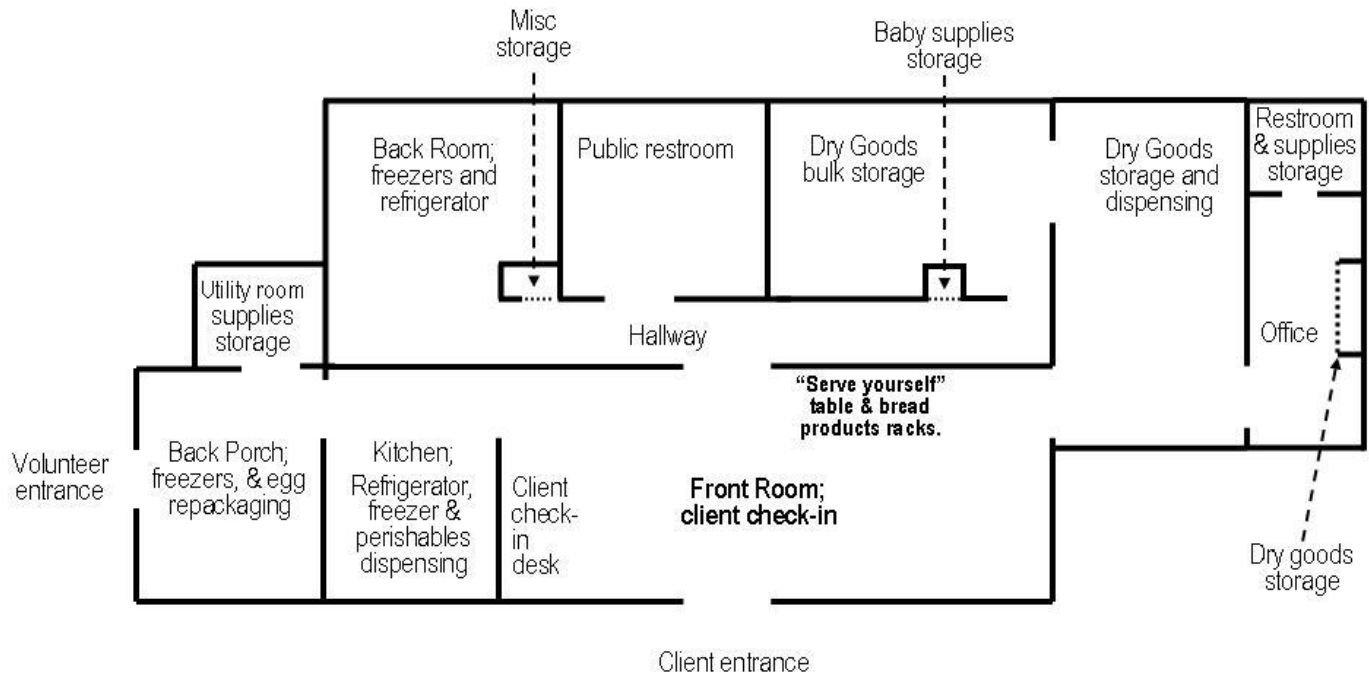 Misc
storage
Baby supplies
storage
Back Room;
freezers and
refrigerator
Public restroom
Dry Goods
bulk storage
Dry Goods
storage and
dispensing
Restroom
& supplies
storage
Utility room
supplies
storage
Hallway
Office
“Serve yourself”
table & bread
products racks.
Volunteer
entrance
Back Porch;
freezers, & egg
repackaging
Kitchen;
Refrigerator,
freezer &
perishables
dispensing
Client
check-
in
desk
Front Room;
client check-in
Dry goods
storage
Client entrance